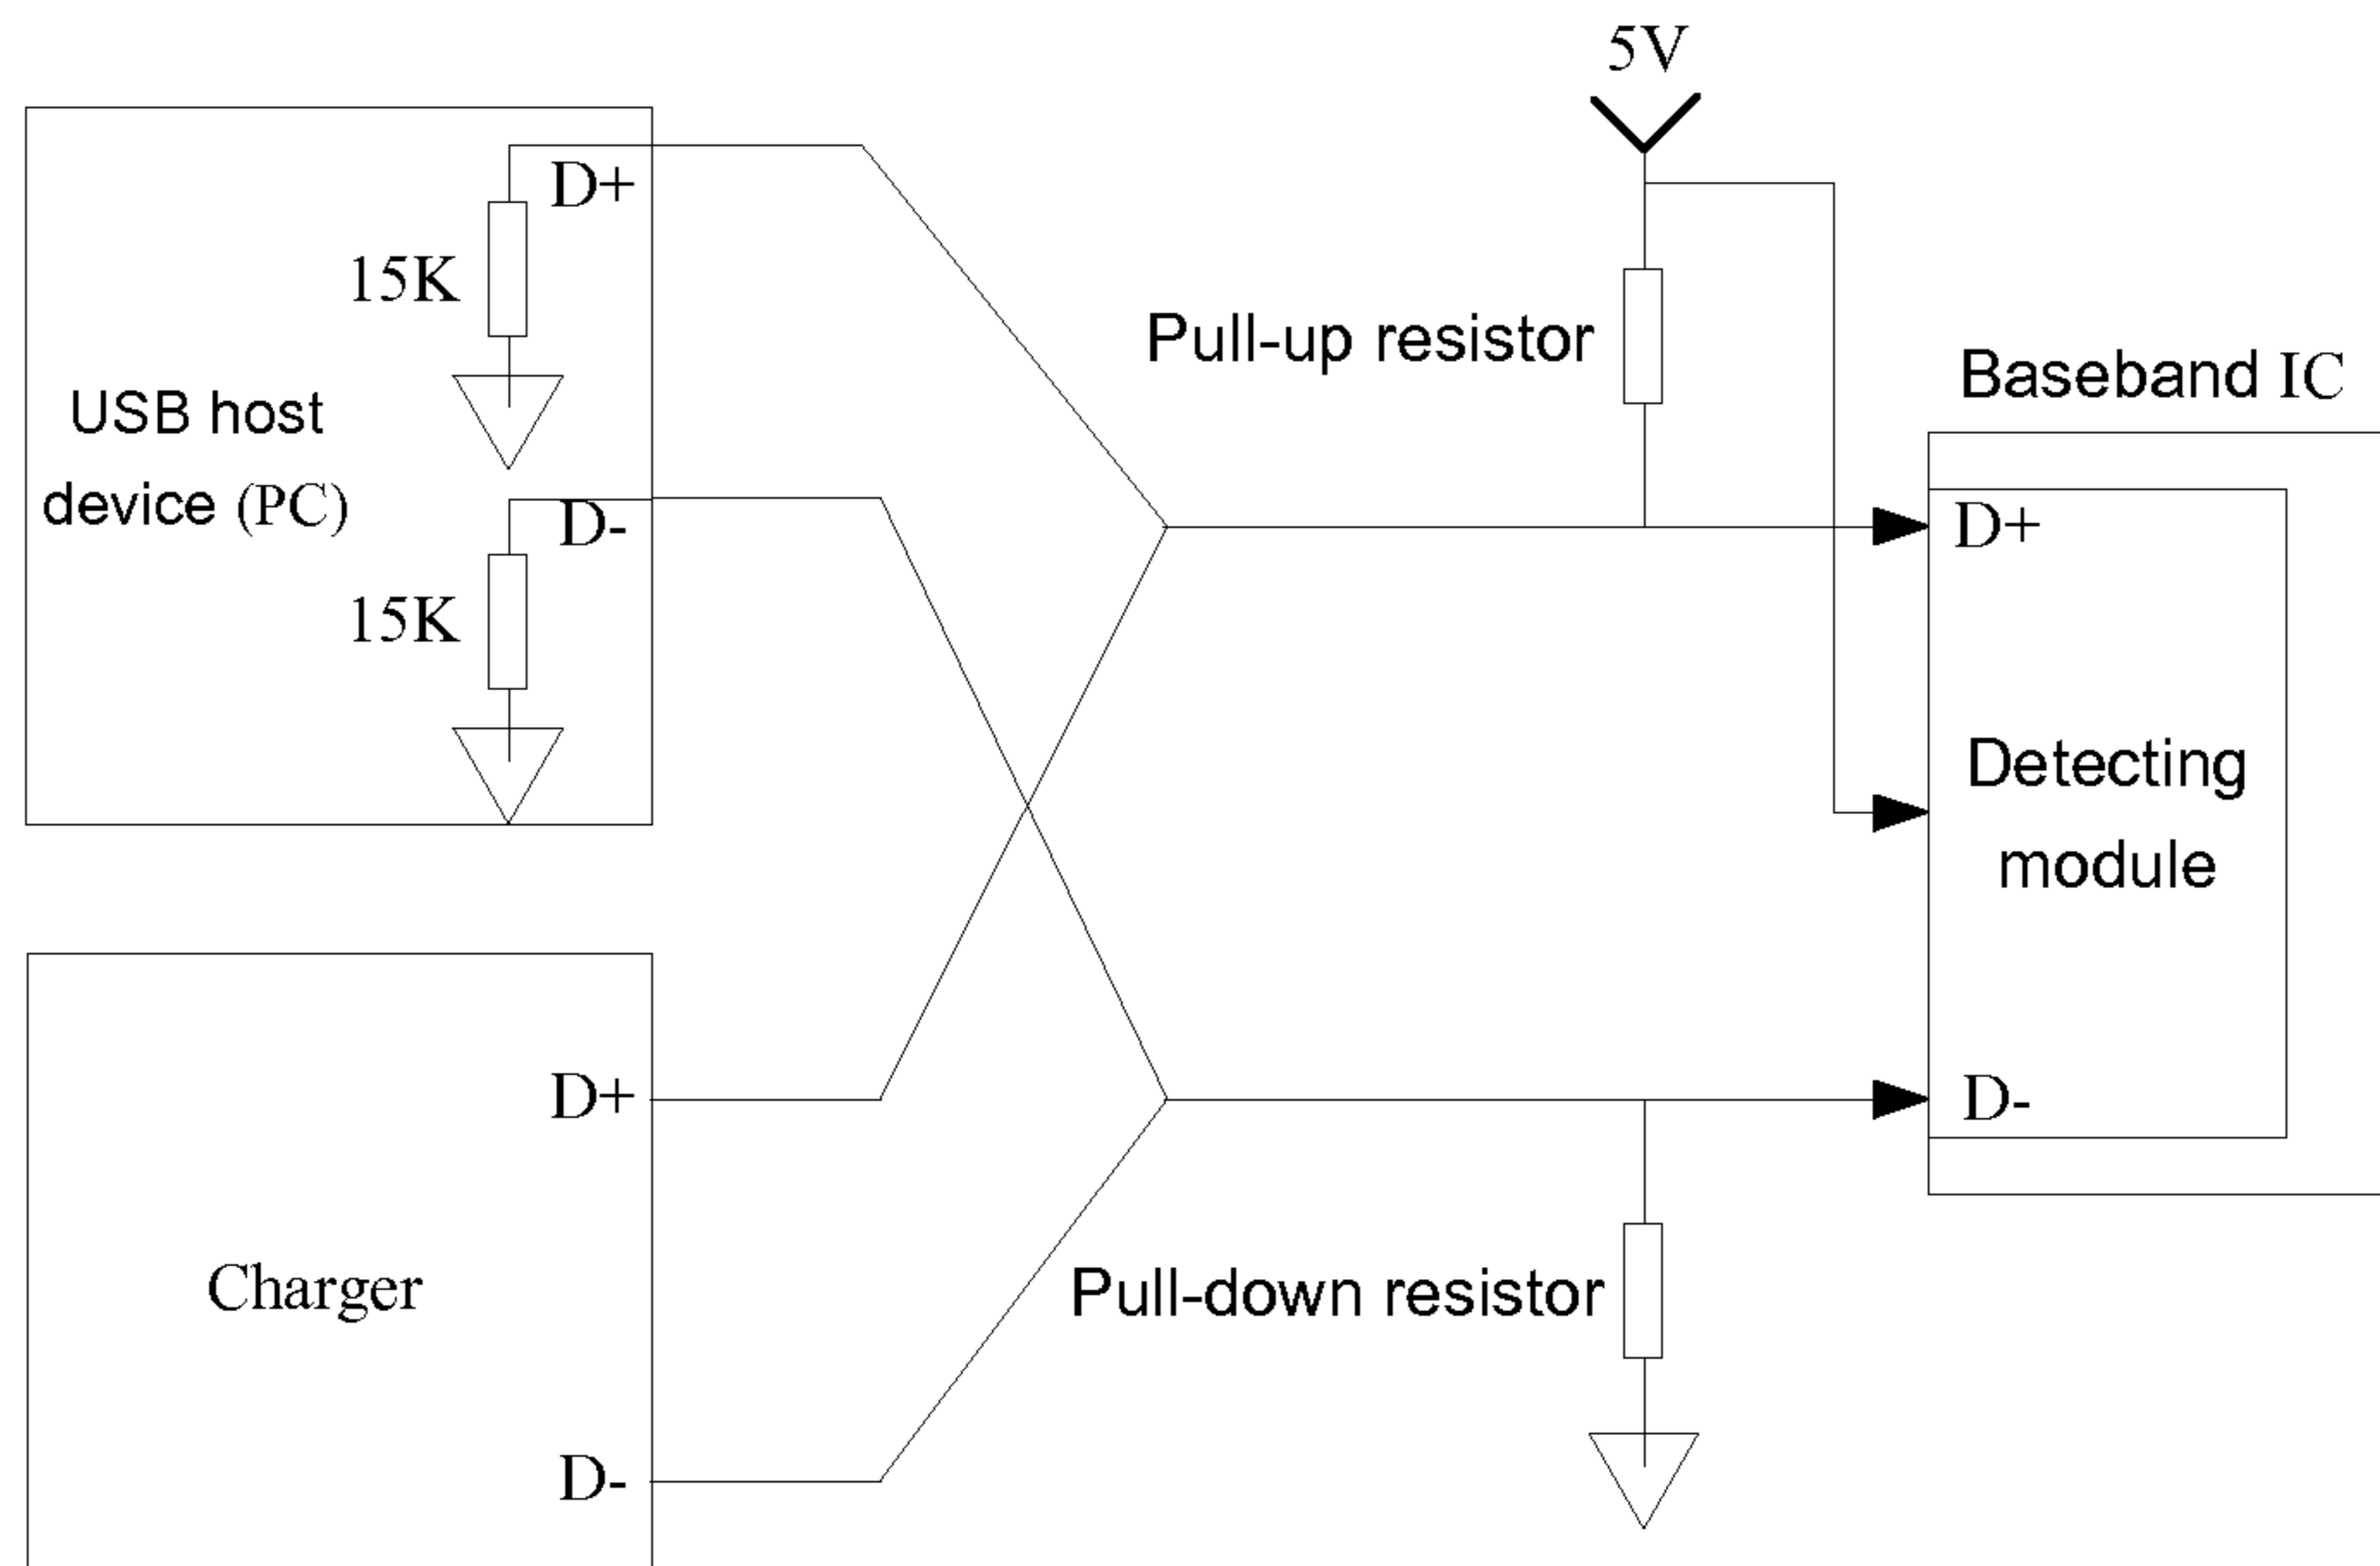 5V
D+
15K
Pull-up resistor
Baseband IC
USB host
device (PC)
D-
D+
15K
Detecting
module
D+
D-
Charger
Pull-down resistor
D-